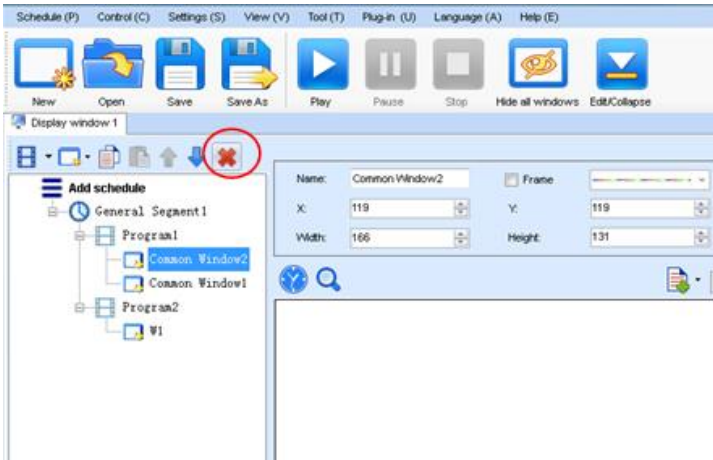 Schedule (P) Control (C) Settings (S) View (V) Tool (T) Plug-in (U) Language (A) Help (E)
New Open Save Save As Play Pause Stop Hide all windows Edit/Collapse
Display window 1
Add schedule
General Segment1
Program1
Common Window2
Common Window1
Program2
W1
Name: Common Window2 Frame
X: 119 Y: 119
Width: 166 Height: 131